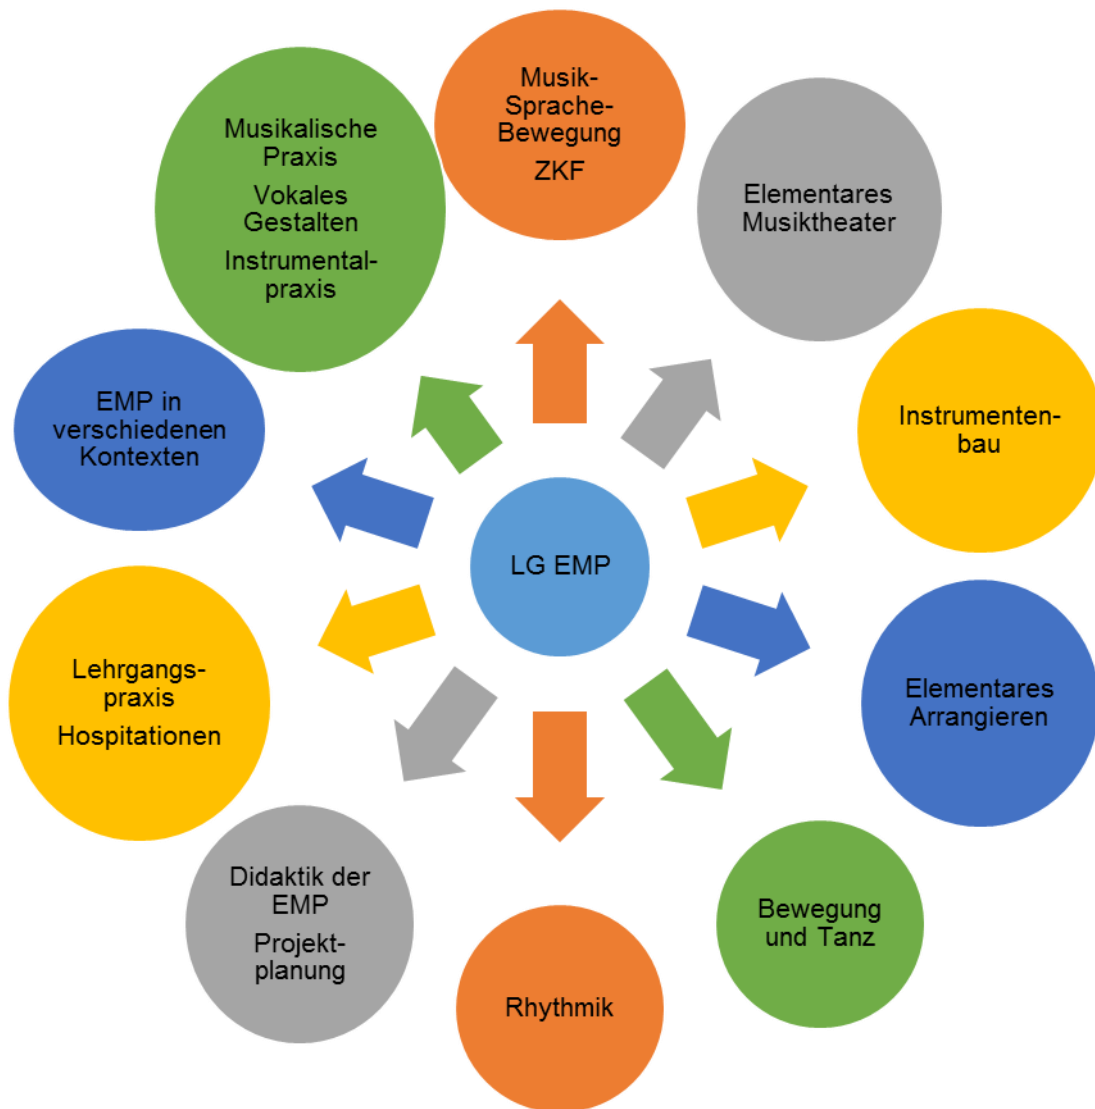 Musik-
Sprache-
Bewegung
ZKF
Elementares
Musiktheater
Instrumenten-
bau
Elementares
Arrangieren
Bewegung
und Tanz
Rhythmik
Didaktik der
EMP
Projekt-
planung
Lehrgangs-
praxis
Hospitationen
EMP in
verschiedenen
Kontexten
Musikalische
Praxis
Vokales
Gestalten
Instrumental-
praxis
LG EMP